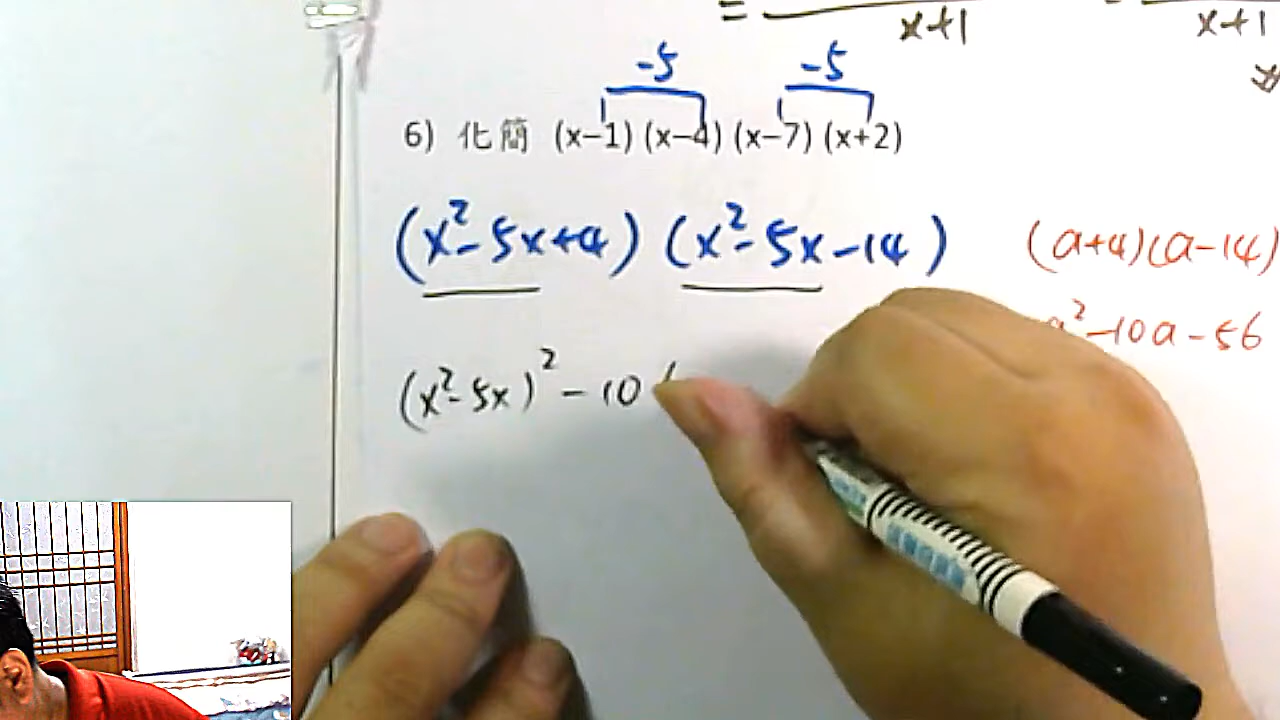 = x+1 x+1
-5 -5
6) 化簡 (x-1)(x-4)(x-7)(x+2)
(x²-5x+4)(x²-5x-14) (a+4)(a-14)
a²-10a-56
(x²-5x)²-10(